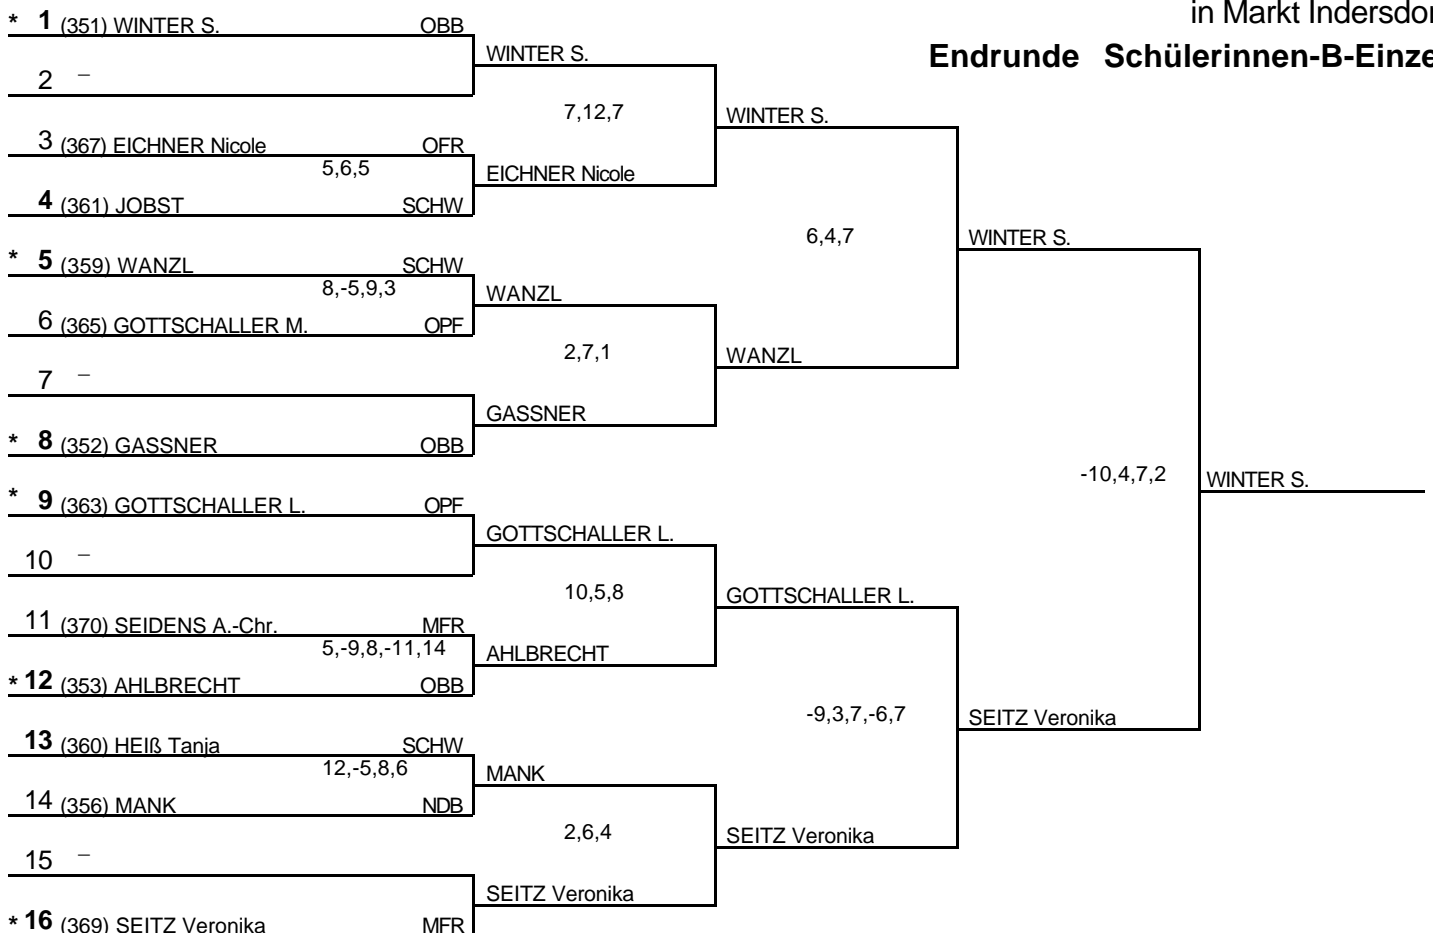 in Markt Indersdor
Endrunde Schülerinnen-B-Einze
* 1 (351) WINTER S. OBB
WINTER S.
2 –
7,12,7
WINTER S.
3 (367) EICHNER Nicole OFR
5,6,5
EICHNER Nicole
4 (361) JOBST SCHW
6,4,7
WINTER S.
* 5 (359) WANZL SCHW
8,-5,9,3
WANZL
6 (365) GOTTSCHALLER M. OPF
2,7,1
WANZL
7 –
GASSNER
* 8 (352) GASSNER OBB
-10,4,7,2
WINTER S.
* 9 (363) GOTTSCHALLER L. OPF
GOTTSCHALLER L.
10 –
10,5,8
GOTTSCHALLER L.
11 (370) SEIDENS A.-Chr. MFR
5,-9,8,-11,14
AHLBRECHT
* 12 (353) AHLBRECHT OBB
-9,3,7,-6,7
SEITZ Veronika
13 (360) HEIß Tanja SCHW
12,-5,8,6
MANK
14 (356) MANK NDB
2,6,4
SEITZ Veronika
15 –
SEITZ Veronika
* 16 (369) SEITZ Veronika MFR